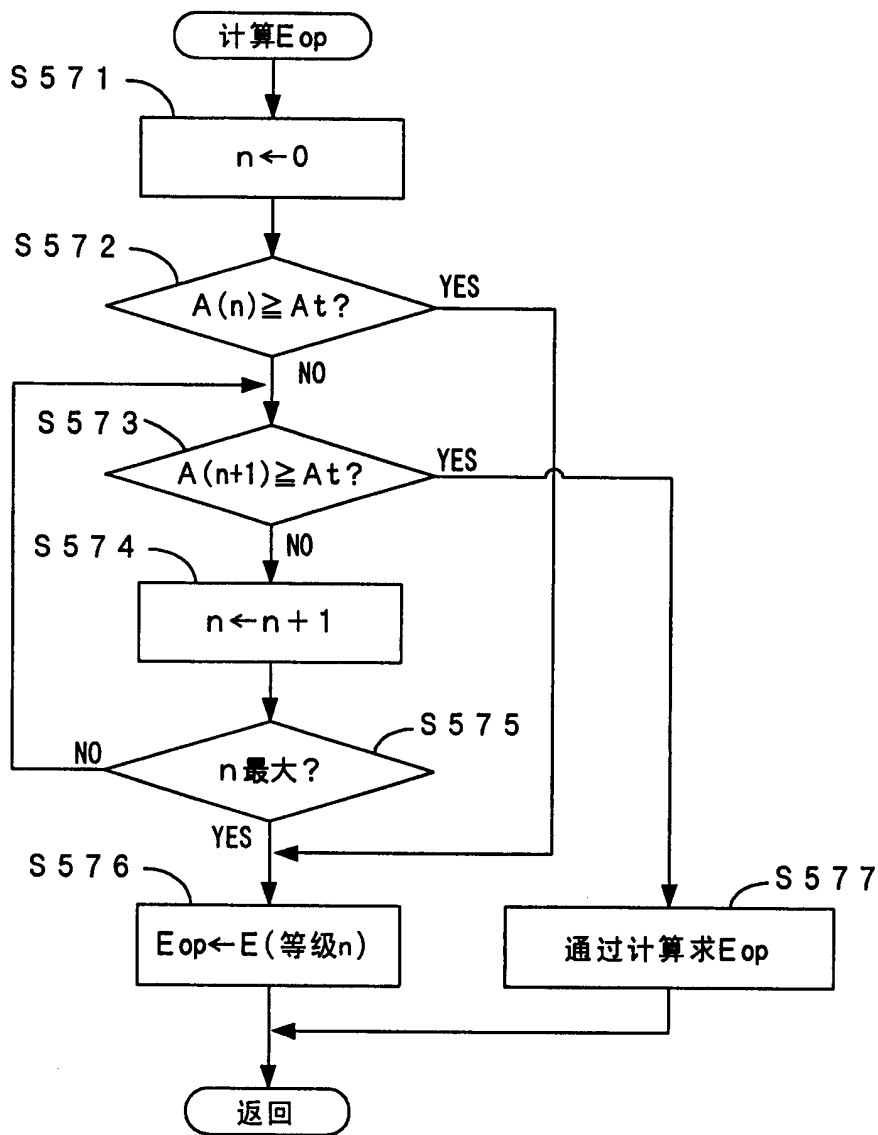 计算Eop
S571
n←0
S572
A(n)≧At?
YES
NO
S573
A(n+1)≧At?
YES
NO
S574
n←n+1
S575
n最大?
NO
YES
S576
Eop←E(等级n)
S577
通过计算求Eop
返回